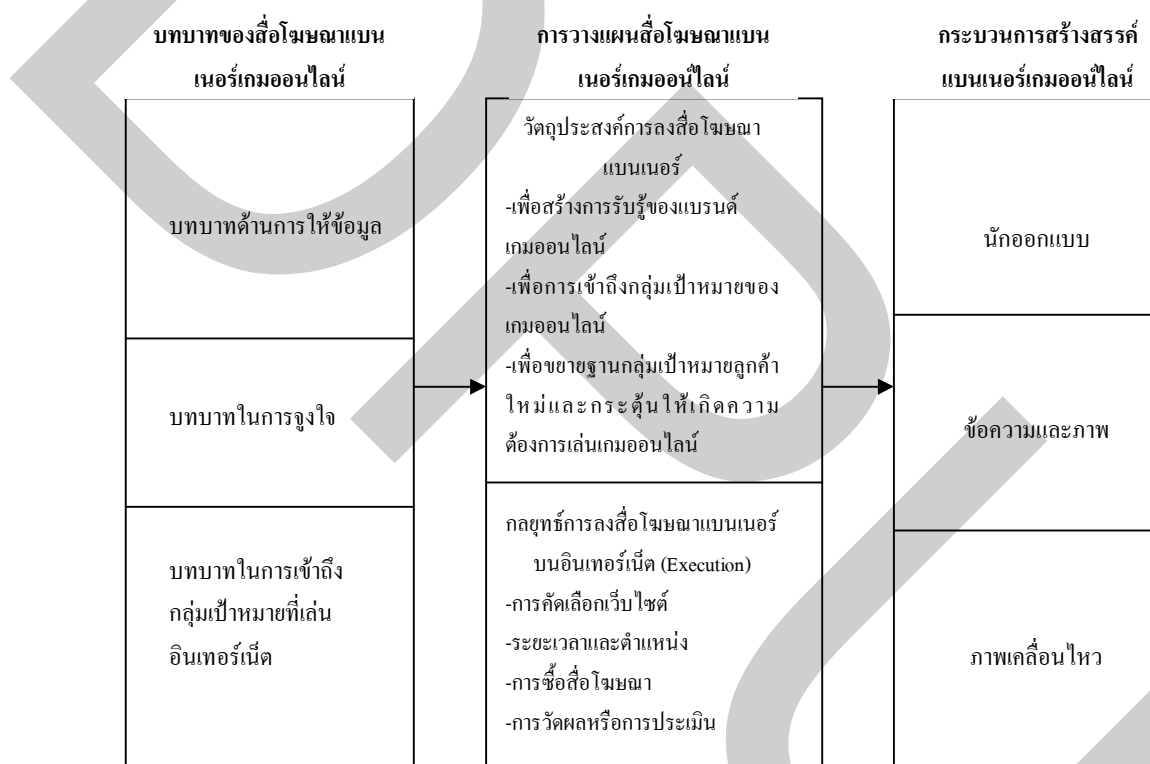 บทบาทของสื่อโฆษณาแบน
เนอร์เกมออนไลน์
บทบาทด้านการให้ข้อมูล
บทบาทในการจูงใจ
บทบาทในการเข้าถึง
กลุ่มเป้าหมายที่เล่น
อินเทอร์เน็ต
การวางแผนสื่อโฆษณาแบน
เนอร์เกมออนไลน์
วัตถุประสงค์การลงสื่อโฆษณา
แบนเนอร์
-เพื่อสร้างการรับรู้ของแบรนด์
เกมออนไลน์
-เพื่อการเข้าถึงกลุ่มเป้าหมายของ
เกมออนไลน์
-เพื่อขยายฐานกลุ่มเป้าหมายลูกค้า
ใหม่และกระตุ้นให้เกิดความ
ต้องการเล่นเกมออนไลน์
กลยุทธ์การลงสื่อโฆษณาแบนเนอร์
บนอินเทอร์เน็ต (Execution)
-การคัดเลือกเว็บไซต์
-ระยะเวลาและตำแหน่ง
-การซื้อสื่อโฆษณา
-การวัดผลหรือการประเมิน
กระบวนการสร้างสรรค์
แบนเนอร์เกมออนไลน์
นักออกแบบ
ข้อความและภาพ
ภาพเคลื่อนไหว